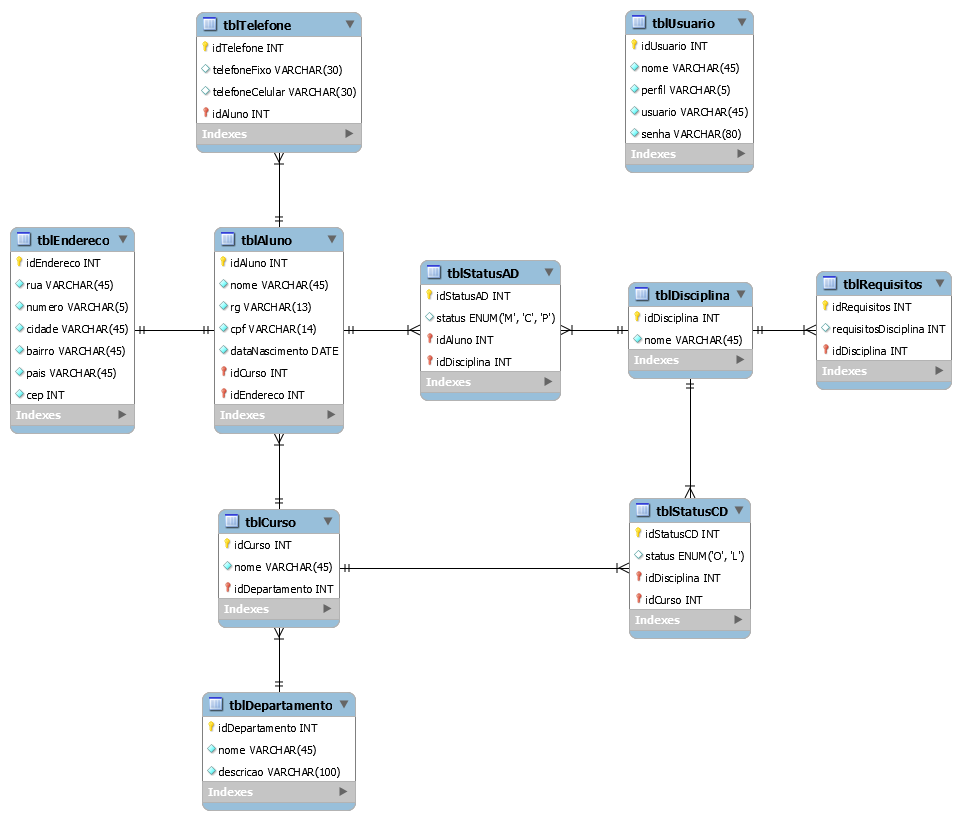 tblTelefone
idTelefone INT
telefoneFixo VARCHAR(30)
telefoneCelular VARCHAR(30)
idAluno INT
Indexes
tblUsuario
idUsuario INT
nome VARCHAR(45)
perfil VARCHAR(5)
usuario VARCHAR(45)
senha VARCHAR(80)
Indexes
tblEndereco
idEndereco INT
rua VARCHAR(45)
numero VARCHAR(5)
cidade VARCHAR(45)
bairro VARCHAR(45)
pais VARCHAR(45)
cep INT
Indexes
tblAluno
idAluno INT
nome VARCHAR(45)
rg VARCHAR(13)
cpf VARCHAR(14)
dataNascimento DATE
idCurso INT
idEndereco INT
Indexes
tblStatusAD
idStatusAD INT
status ENUM('M', 'C', 'P')
idAluno INT
idDisciplina INT
Indexes
tblDisciplina
idDisciplina INT
nome VARCHAR(45)
Indexes
tblRequisitos
idRequisitos INT
requisitosDisciplina INT
idDisciplina INT
Indexes
tblCurso
idCurso INT
nome VARCHAR(45)
idDepartamento INT
Indexes
tblStatusCD
idStatusCD INT
status ENUM('O', 'L')
idDisciplina INT
idCurso INT
Indexes
tblDepartamento
idDepartamento INT
nome VARCHAR(45)
descricao VARCHAR(100)
Indexes